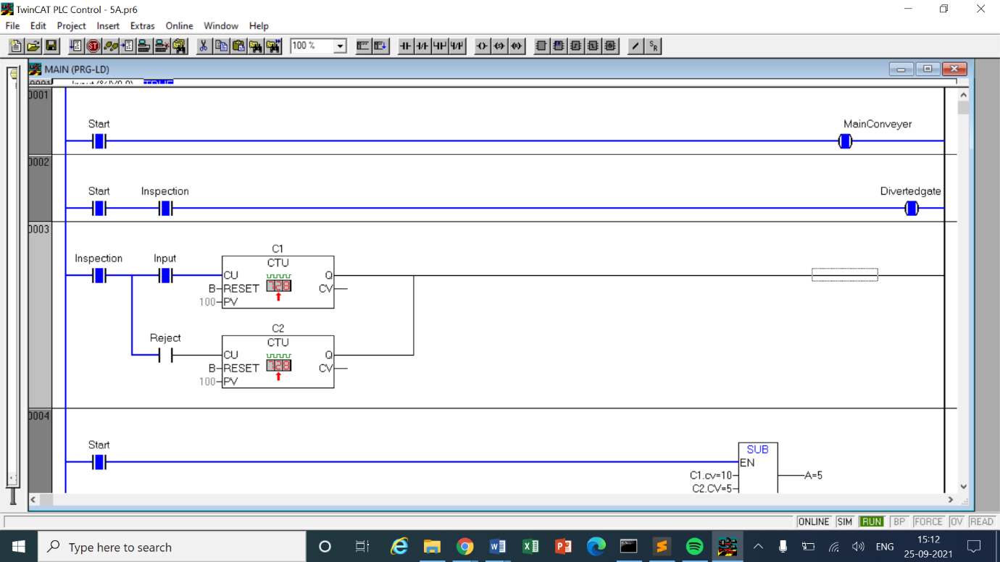 TwinCAT PLC Control - 5A.pr6
File Edit Project Insert Extras Online Window Help
100 %
MAIN (PRG-LD)
0001
Start
MainConveyer
0002
Start Inspection
Divertedgate
0003
Inspection Input
C1
CTU
CU Q
B RESET CV
100 PV
Reject
C2
CTU
CU Q
B RESET CV
100 PV
0004
Start
SUB
EN
C1.cv=10
A=5
C2.CV=5
ONLINE SIM RUN BP FORCE OV READ
Type here to search
ENG
15:12
25-09-2021